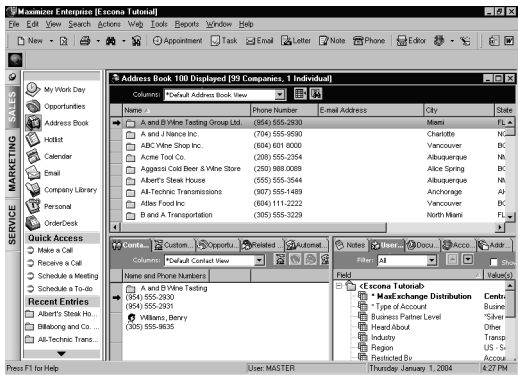 Maximizer Enterprise [Escona Tutorial]
File Edit View Search Actions Web Tools Reports Window Help
New Appointment Task Email Letter Note Phone Editor
SALES
MARKETING
SERVICE
My Work Day
Opportunities
Address Book
Hotlist
Calendar
Email
Company Library
Personal
OrderDesk
Quick Access
Make a Call
Receive a Call
Schedule a Meeting
Schedule a To-do
Recent Entries
Albert's Steak Ho...
Billabong and Co. ...
All-Technic Trans...
Address Book 100 Displayed [99 Companies, 1 Individual]
Columns: *Default Address Book View
Name Phone Number E-mail Address City State
A and B Wine Tasting Group Ltd. (954) 555-2930 Miami FL
A and J Nance Inc. (704) 555-9590 Charlotte NC
ABC Wine Shop Inc. (604) 601 8000 Vancouver BC
Acme Tool Co. (208) 555-2354 Albuquerque NM
Aggassi Cold Beer & Wine Store (250) 988.0089 Alice Spring BC
Albert's Steak House (555) 555-3544 Albuquerque NM
All-Technic Transmissions (907) 555-1489 Anchorage
Atlas Food Inc (604) 111-2222 Vancouver BC
B and A Transportation (305) 555-3229 North Miami FL
Conta... Custom... Opportu... Related ... Automat...
Columns: *Default Contact View
Name and Phone Numbers
A and B Wine Tasting
(954) 555-2930
(954) 555-2931
Williams, Benry
(305) 555-9635
Notes User... Docu... Acco... Addr...
Filter: All Show
Field Value(s)
<Escona Tutorial>
* MaxExchange Distribution Centra
* Type of Account Busine
Business Partner Level *Silver
Heard About Other
Industry Transp
Region US - S
Restricted By Accou
Press F1 for Help User: MASTER Thursday January 1, 2004 4:27 PM